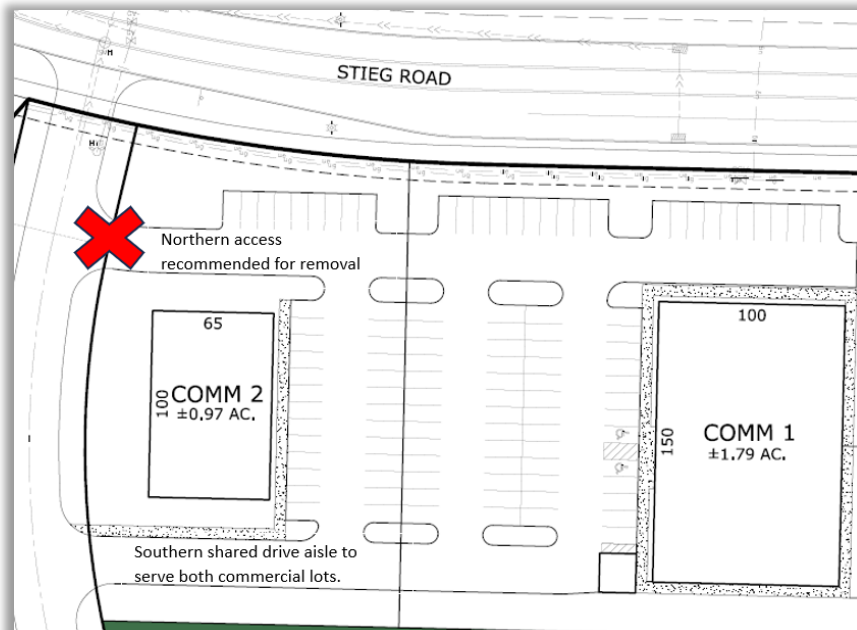 STIEG ROAD
Northern access
recommended for removal
65
100
COMM 2
±0.97 AC.
100
150
COMM 1
±1.79 AC.
Southern shared drive aisle to
serve both commercial lots.